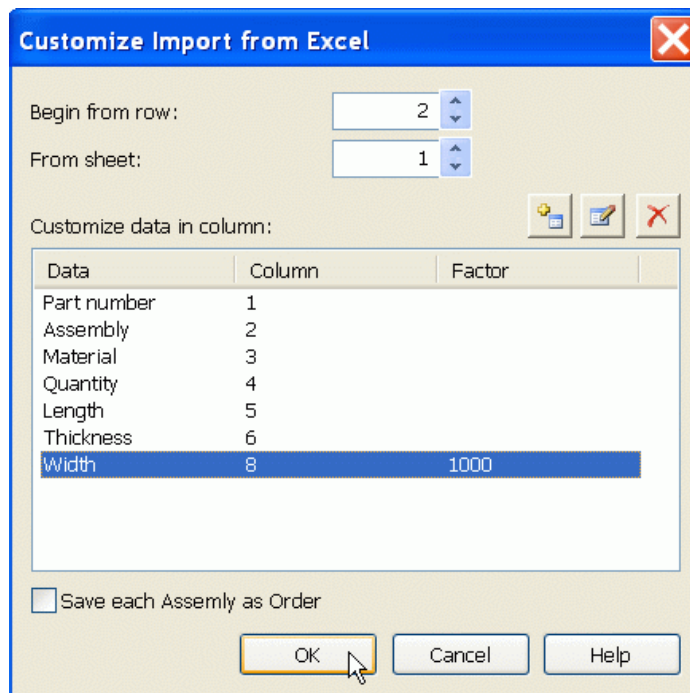 Customize Import from Excel
Begin from row: 2
From sheet: 1
Customize data in column:
Data Column Factor
Part number 1
Assembly 2
Material 3
Quantity 4
Length 5
Thickness 6
Width 8 1000
Save each Assemly as Order
OK Cancel Help